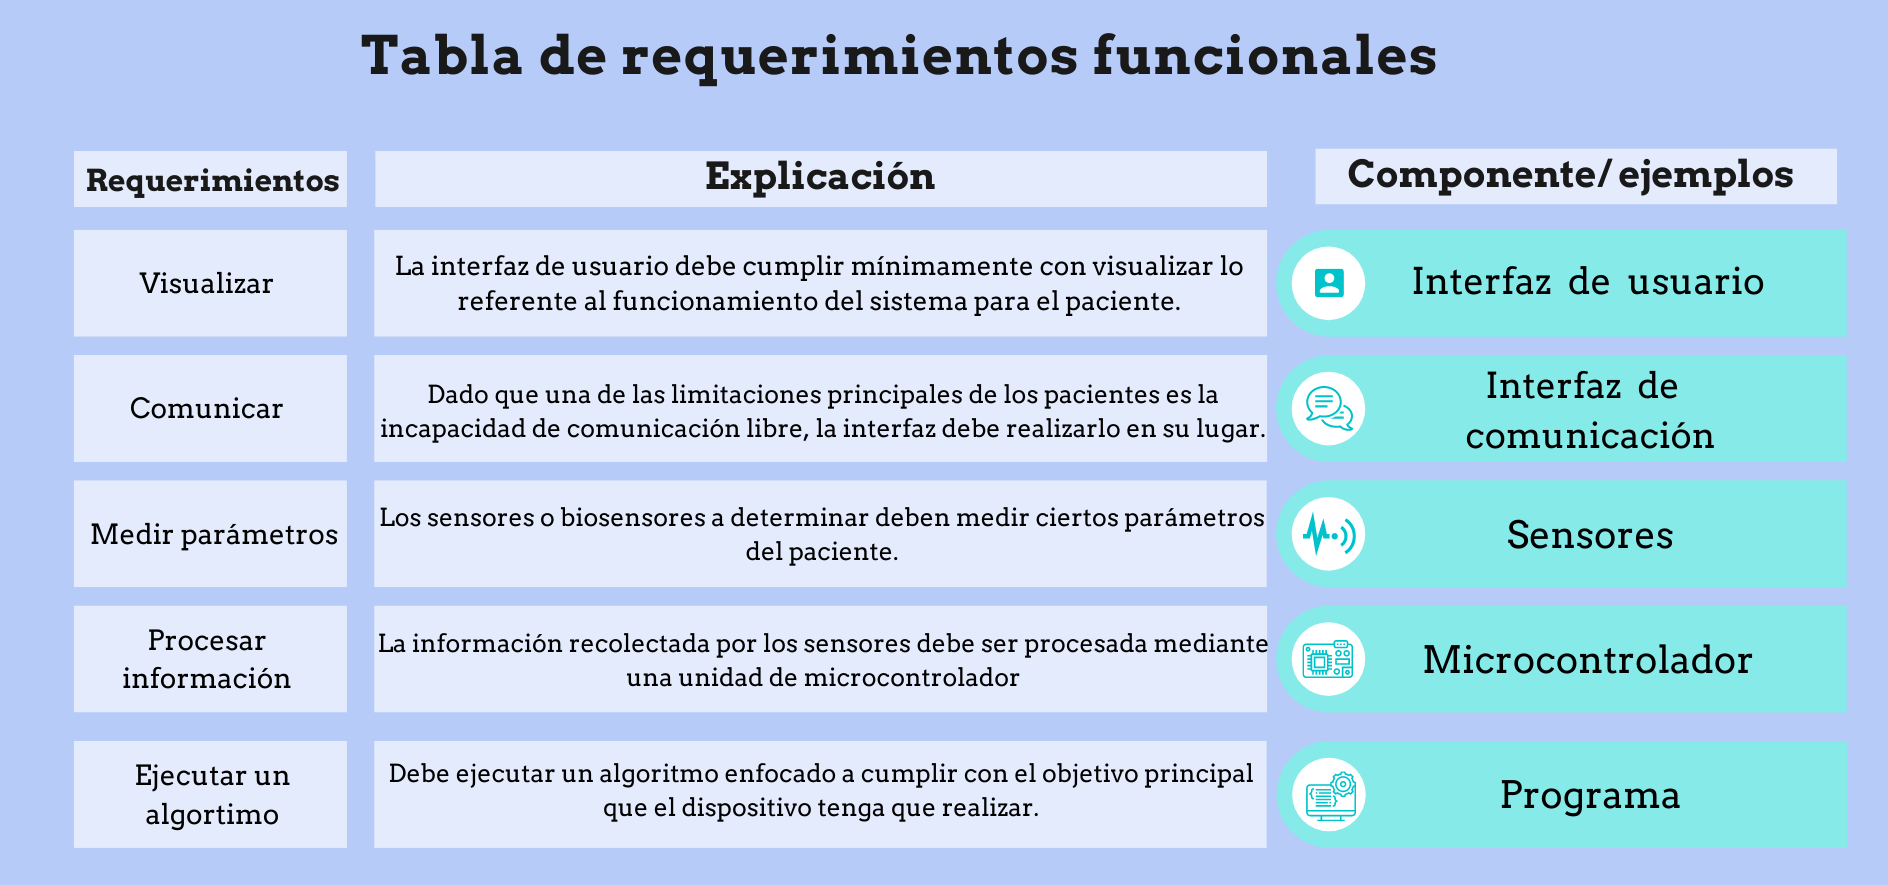 Tabla de requerimientos funcionales
Requerimientos
Explicación
Componente/ ejemplos
Visualizar
La interfaz de usuario debe cumplir mínimamente con visualizar lo
referente al funcionamiento del sistema para el paciente.
Interfaz de usuario
Comunicar
Dado que una de las limitaciones principales de los pacientes es la
incapacidad de comunicación libre, la interfaz debe realizarlo en su lugar.
Interfaz de
comunicación
Medir parámetros
Los sensores o biosensores a determinar deben medir ciertos parámetros
del paciente.
Sensores
Procesar
información
La información recolectada por los sensores debe ser procesada mediante
una unidad de microcontrolador
Microcontrolador
Ejecutar un
algortimo
Debe ejecutar un algoritmo enfocado a cumplir con el objetivo principal
que el dispositivo tenga que realizar.
Programa